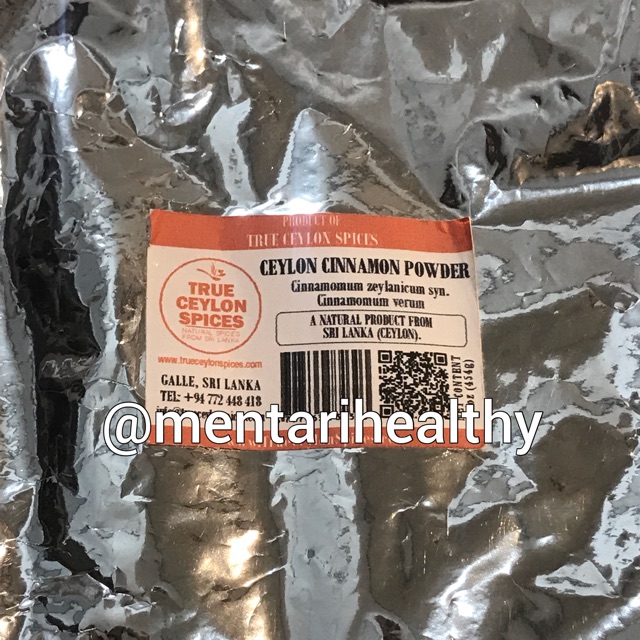 PRODUCT OF
TRUE CEYLON SPICES
TRUE
CEYLON
SPICES
NATURAL SPICES
FROM SRI LANKA
www.trueceylonspices.com
GALLE, SRI LANKA
TEL: +94 772 448 418
CEYLON CINNAMON POWDER
Cinnamomum zeylanicum syn.
Cinnamomum verum
A NATURAL PRODUCT FROM
SRI LANKA (CEYLON).
CONTENT
oz (454g)
@mentarihealthy